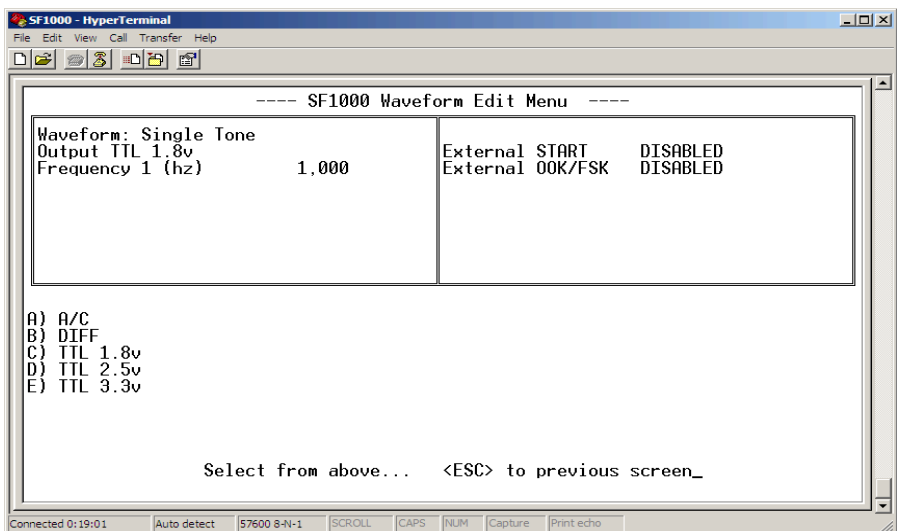 SF1000 - HyperTerminal
File Edit View Call Transfer Help
---- SF1000 Waveform Edit Menu ----
Waveform: Single Tone
Output TTL 1.8v
Frequency 1 (hz) 1,000
External START DISABLED
External OOK/FSK DISABLED
A) A/C
B) DIFF
C) TTL 1.8v
D) TTL 2.5v
E) TTL 3.3v
Select from above... <ESC> to previous screen_
Connected 0:19:01 Auto detect 57600 8-N-1 SCROLL CAPS NUM Capture Print echo